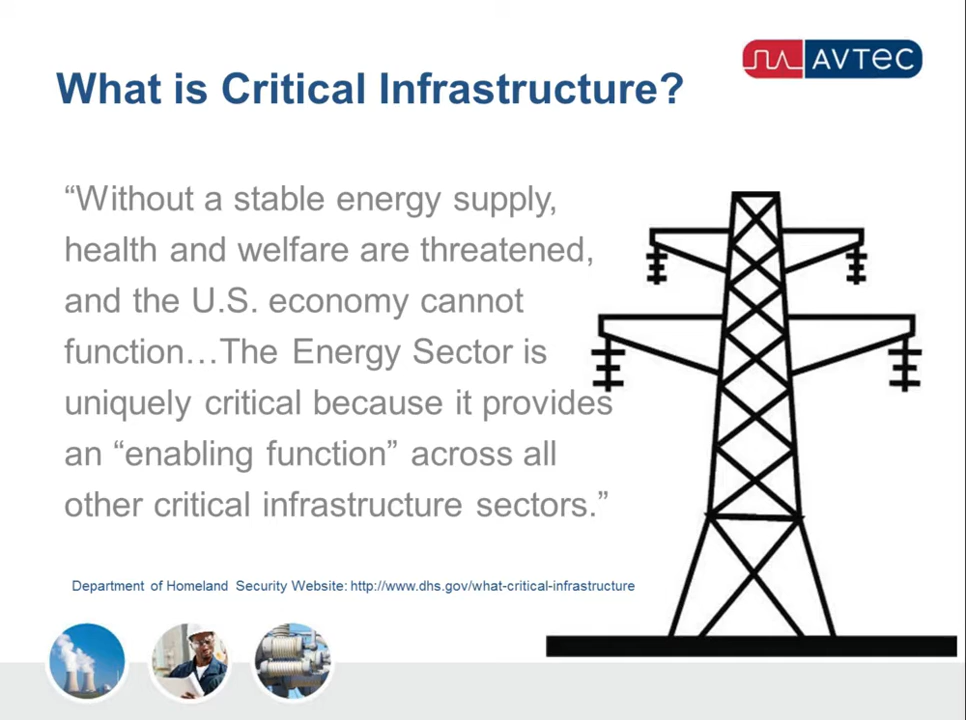 What is Critical Infrastructure?
AVTEC
“Without a stable energy supply,
health and welfare are threatened,
and the U.S. economy cannot
function…The Energy Sector is
uniquely critical because it provides
an “enabling function” across all
other critical infrastructure sectors.”
Department of Homeland Security Website: http://www.dhs.gov/what-critical-infrastructure